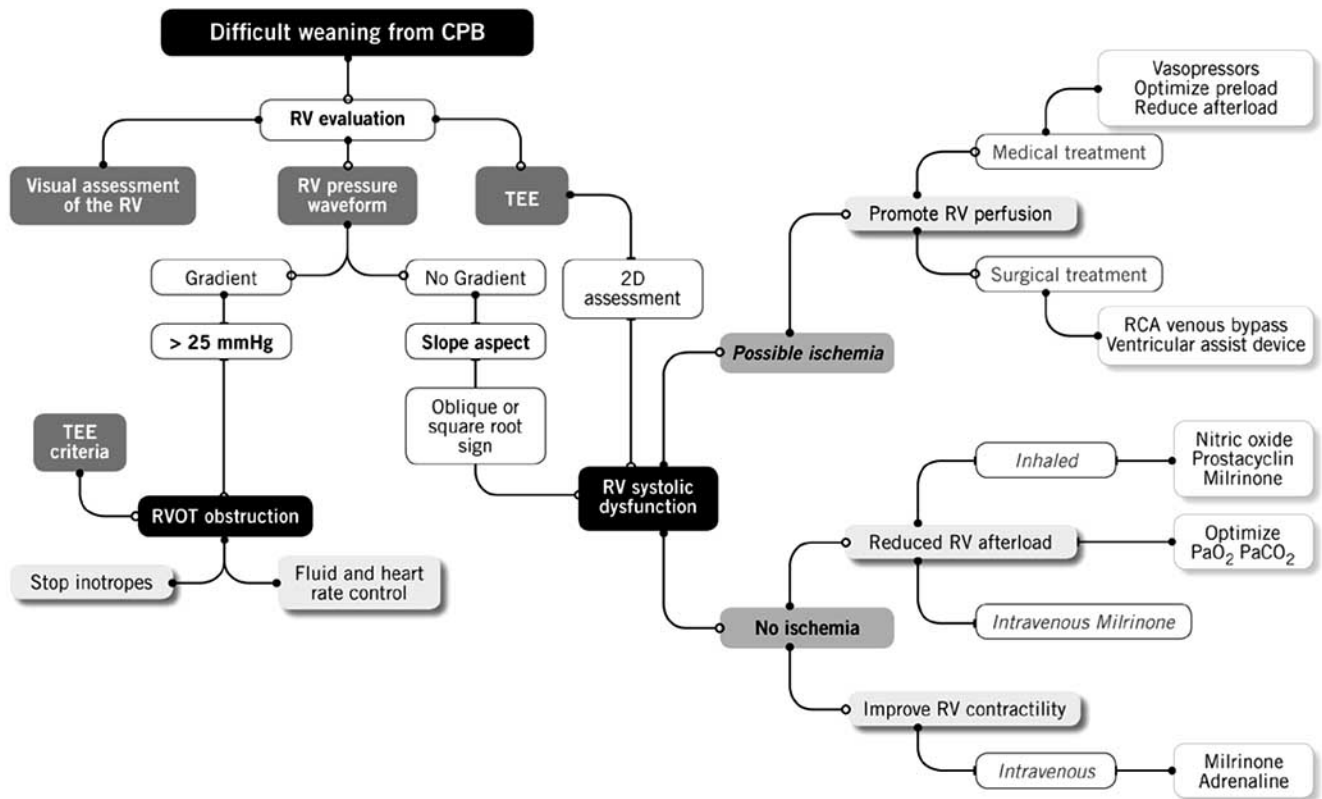 Difficult weaning from CPB
RV evaluation
Visual assessment
of the RV
RV pressure
waveform
TEE
Gradient
No Gradient
2D
assessment
> 25 mmHg
Slope aspect
Oblique or
square root
sign
TEE
criteria
RVOT obstruction
Stop inotropes
Fluid and heart
rate control
RV systolic
dysfunction
Possible ischemia
Promote RV perfusion
Medical treatment
Vasopressors
Optimize preload
Reduce afterload
Surgical treatment
RCA venous bypass
Ventricular assist device
No ischemia
Reduced RV afterload
Inhaled
Nitric oxide
Prostacyclin
Milrinone
Optimize
PaO₂ PaCO₂
Intravenous Milrinone
Improve RV contractility
Intravenous
Milrinone
Adrenaline